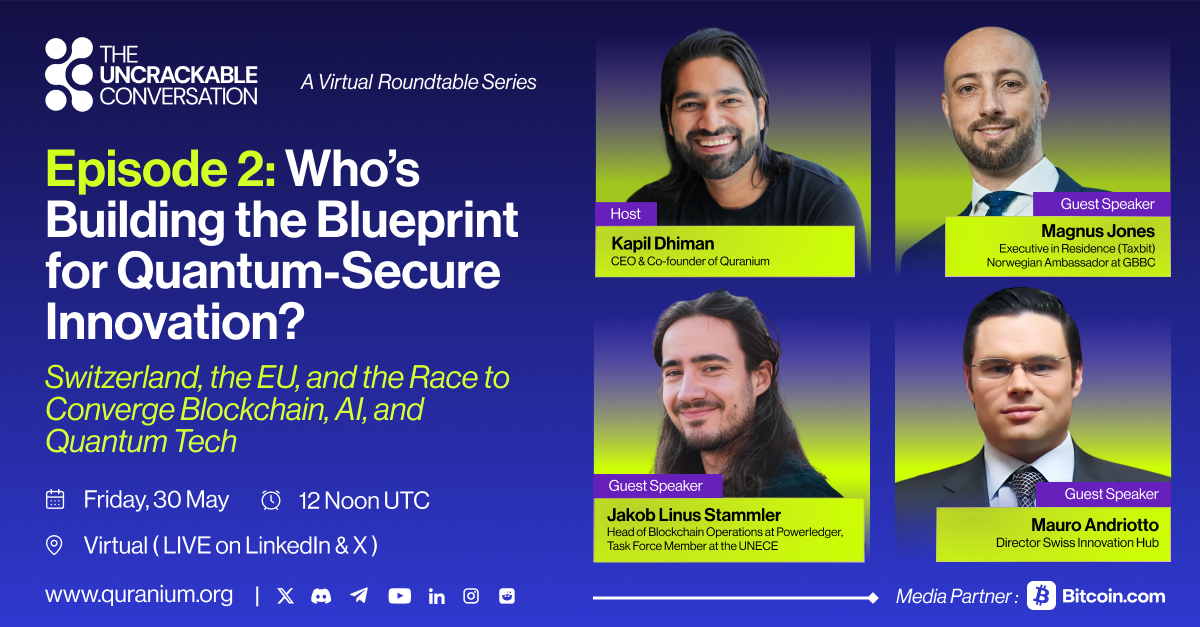 THE
UNCRACKABLE
CONVERSATION
A Virtual Roundtable Series
Episode 2: Who's
Building the Blueprint
for Quantum-Secure
Innovation?
Switzerland, the EU, and the Race to
Converge Blockchain, AI, and
Quantum Tech
Friday, 30 May
12 Noon UTC
Virtual ( LIVE on LinkedIn & X )
www.quranium.org |
Host
Kapil Dhiman
CEO & Co-founder of Quranium
Guest Speaker
Magnus Jones
Executive in Residence (Taxbit)
Norwegian Ambassador at GBBC
Guest Speaker
Jakob Linus Stammler
Head of Blockchain Operations at Powerledger,
Task Force Member at the UNECE
Guest Speaker
Mauro Andriotto
Director Swiss Innovation Hub
Media Partner : Bitcoin.com